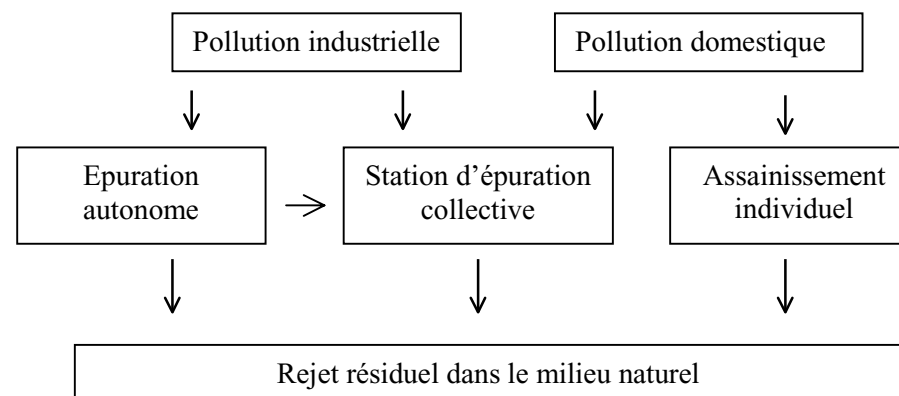 Pollution industrielle
Pollution domestique
Epuration
autonome
Station d'épuration
collective
Assainissement
individuel
Rejet résiduel dans le milieu naturel